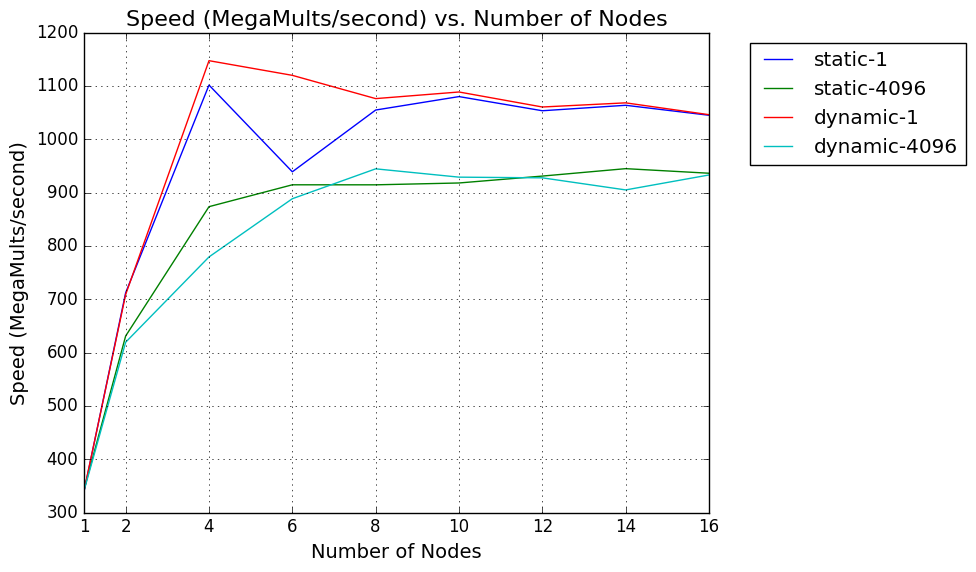 Speed (MegaMults/second) vs. Number of Nodes
1200
1100
1000
900
800
700
600
500
400
300
Speed (MegaMults/second)
1 2 4 6 8 10 12 14 16
Number of Nodes
static-1
static-4096
dynamic-1
dynamic-4096